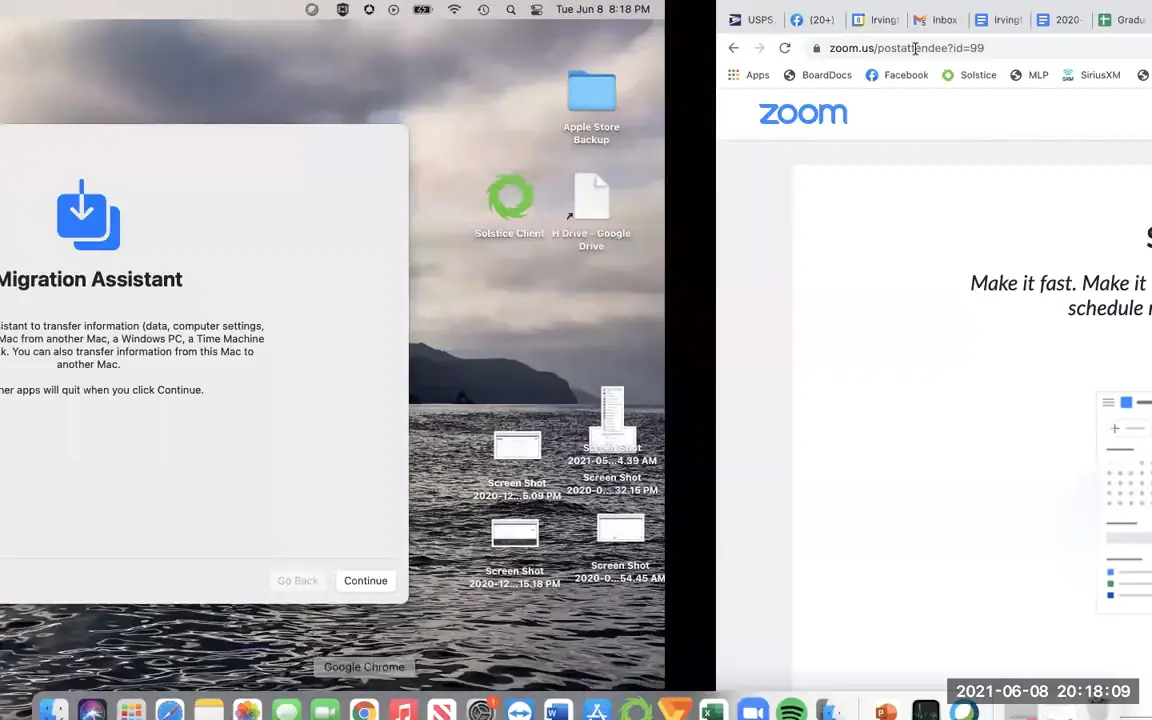 Tue Jun 8 8:18 PM
Apple Store
Backup
Solstice Client
H Drive - Google
Drive
Migration Assistant
istant to transfer information (data, computer settings,
Mac from another Mac, a Windows PC, a Time Machine
k. You can also transfer information from this Mac to
another Mac.
her apps will quit when you click Continue.
Go Back
Continue
Screen Shot
2020-12...5.09 PM
Screen Shot
2021-05...4.39 AM
Screen Shot
2020-0....32.15 PM
Screen Shot
2020-12...15.18 PM
Screen Shot
2020-0....54.45 AM
Google Chrome
USPS.
(20+)
Irvingt
Inbox
Irvingt
2020-
Gradu
zoom.us/postattendee?id=99
Apps
BoardDocs
Facebook
Solstice
MLP
SiriusXM
zoom
Make it fast. Make it
schedule
2021-06-08 20:18:09